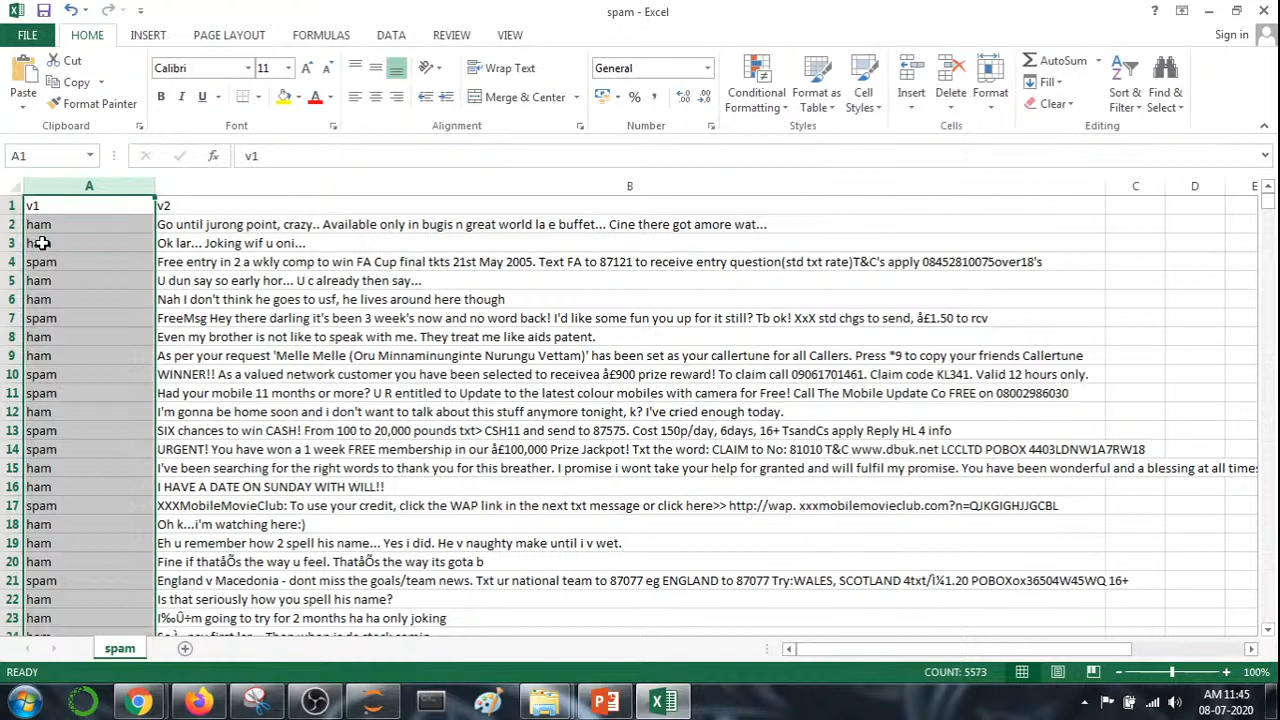 spam - Excel
Sign in
FILE HOME INSERT PAGE LAYOUT FORMULAS DATA REVIEW VIEW
Paste Cut Copy Format Painter
Calibri 11
B I U
Wrap Text
Merge & Center
General
Conditional Formatting Format as Table Cell Styles
Insert Delete Format
AutoSum Fill Clear
Sort & Filter Find & Select
Clipboard Font Alignment Number Styles Cells Editing
A1 fx v1
A B C D E
1 v1 v2
2 ham Go until jurong point, crazy.. Available only in bugis n great world la e buffet... Cine there got amore wat...
3 Ok lar... Joking wif u oni...
4 spam Free entry in 2 a wkly comp to win FA Cup final tkts 21st May 2005. Text FA to 87121 to receive entry question(std txt rate)T&C's apply 08452810075over18's
5 ham U dun say so early hor... U c already then say...
6 ham Nah I don't think he goes to usf, he lives around here though
7 spam FreeMsg Hey there darling it's been 3 week's now and no word back! I'd like some fun you up for it still? Tb ok! XxX std chgs to send, å£1.50 to rcv
8 ham Even my brother is not like to speak with me. They treat me like aids patent.
9 ham As per your request 'Melle Melle (Oru Minnaminunginte Nurungu Vettam)' has been set as your callertune for all Callers. Press *9 to copy your friends Callertune
10 spam WINNER!! As a valued network customer you have been selected to receivea å£900 prize reward! To claim call 09061701461. Claim code KL341. Valid 12 hours only.
11 spam Had your mobile 11 months or more? U R entitled to Update to the latest colour mobiles with camera for Free! Call The Mobile Update Co FREE on 08002986030
12 ham I'm gonna be home soon and i don't want to talk about this stuff anymore tonight, k? I've cried enough today.
13 spam SIX chances to win CASH! From 100 to 20,000 pounds txt> CSH11 and send to 87575. Cost 150p/day, 6days, 16+ TsandCs apply Reply HL 4 info
14 spam URGENT! You have won a 1 week FREE membership in our å£100,000 Prize Jackpot! Txt the word: CLAIM to No: 81010 T&C www.dbuk.net LCCLTD POBOX 4403LDNW1A7RW18
15 ham I've been searching for the right words to thank you for this breather. I promise i wont take your help for granted and will fulfil my promise. You have been wonderful and a blessing at all time
16 ham I HAVE A DATE ON SUNDAY WITH WILL!!
17 spam XXXMobileMovieClub: To use your credit, click the WAP link in the next txt message or click here>> http://wap. xxxmobilemovieclub.com?n=QJKGIGHJJGCBL
18 ham Oh k...i'm watching here:)
19 ham Eh u remember how 2 spell his name... Yes i did. He v naughty make until i v wet.
20 ham Fine if thatåÕs the way u feel. ThatåÕs the way its gota b
21 spam England v Macedonia - dont miss the goals/team news. Txt ur national team to 87077 eg ENGLAND to 87077 Try:WALES, SCOTLAND 4txt/Ì¼1.20 POBOXox36504W45WQ 16+
22 ham Is that seriously how you spell his name?
23 ham I‰Û÷m going to try for 2 months ha ha only joking
spam
READY COUNT: 5573 100%
AM 11:45
08-07-2020